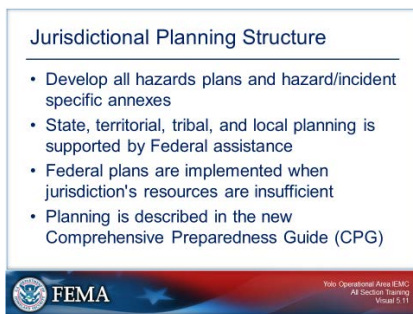 Jurisdictional Planning Structure
• Develop all hazards plans and hazard/incident
specific annexes
• State, territorial, tribal, and local planning is
supported by Federal assistance
• Federal plans are implemented when
jurisdiction's resources are insufficient
• Planning is described in the new
Comprehensive Preparedness Guide (CPG)
FEMA
Yolo Operational Area IEMC
All Section Training
Visual 5.11